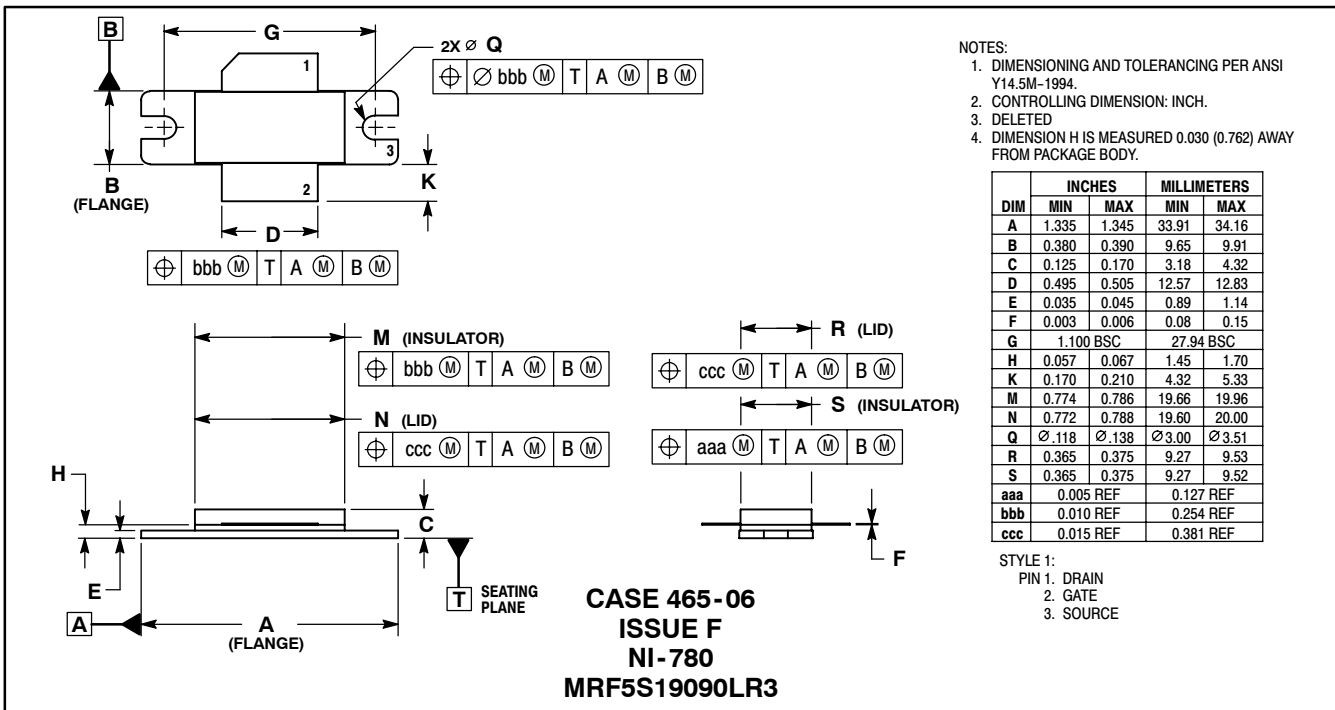 B
G
2X ⌀ Q
⌖ ⌀ bbb Ⓜ T A Ⓜ B Ⓜ
1
3
2
B
(FLANGE)
K
D
⌖ bbb Ⓜ T A Ⓜ B Ⓜ
M (INSULATOR)
⌖ bbb Ⓜ T A Ⓜ B Ⓜ
N (LID)
⌖ ccc Ⓜ T A Ⓜ B Ⓜ
R (LID)
⌖ ccc Ⓜ T A Ⓜ B Ⓜ
S (INSULATOR)
⌖ aaa Ⓜ T A Ⓜ B Ⓜ
H
C
E
F
T SEATING
PLANE
A
A
(FLANGE)
CASE 465-06
ISSUE F
NI-780
MRF5S19090LR3
NOTES:
1. DIMENSIONING AND TOLERANCING PER ANSI
Y14.5M-1994.
2. CONTROLLING DIMENSION: INCH.
3. DELETED
4. DIMENSION H IS MEASURED 0.030 (0.762) AWAY
FROM PACKAGE BODY.
INCHES MILLIMETERS
DIM MIN MAX MIN MAX
A 1.335 1.345 33.91 34.16
B 0.380 0.390 9.65 9.91
C 0.125 0.170 3.18 4.32
D 0.495 0.505 12.57 12.83
E 0.035 0.045 0.89 1.14
F 0.003 0.006 0.08 0.15
G 1.100 BSC 27.94 BSC
H 0.057 0.067 1.45 1.70
K 0.170 0.210 4.32 5.33
M 0.774 0.786 19.66 19.96
N 0.772 0.788 19.60 20.00
Q ⌀.118 ⌀.138 ⌀3.00 ⌀3.51
R 0.365 0.375 9.27 9.53
S 0.365 0.375 9.27 9.52
aaa 0.005 REF 0.127 REF
bbb 0.010 REF 0.254 REF
ccc 0.015 REF 0.381 REF
STYLE 1:
PIN 1. DRAIN
2. GATE
3. SOURCE